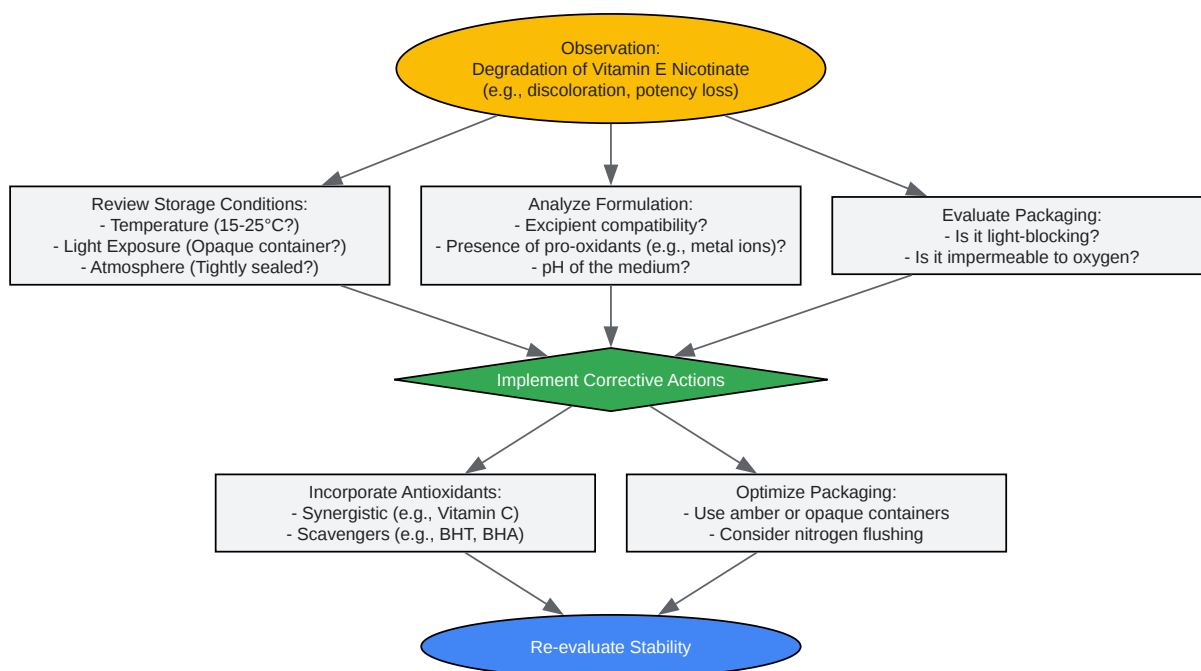 Observation:
Degradation of Vitamin E Nicotinate
(e.g., discoloration, potency loss)
Review Storage Conditions:
- Temperature (15-25°C?)
- Light Exposure (Opaque container?)
- Atmosphere (Tightly sealed?)
Analyze Formulation:
- Excipient compatibility?
- Presence of pro-oxidants (e.g., metal ions)?
- pH of the medium?
Evaluate Packaging:
- Is it light-blocking?
- Is it impermeable to oxygen?
Implement Corrective Actions
Incorporate Antioxidants:
- Synergistic (e.g., Vitamin C)
- Scavengers (e.g., BHT, BHA)
Optimize Packaging:
- Use amber or opaque containers
- Consider nitrogen flushing
Re-evaluate Stability